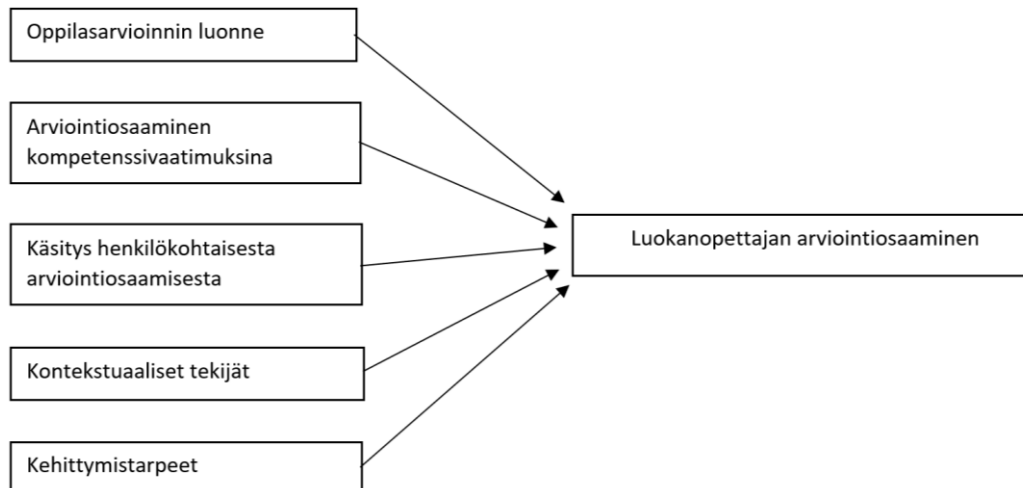 Oppilasarvioinnin luonne
Arviointiosaaminen
kompetenssivaatimuksina
Käsitys henkilökohtaisesta
arviointiosaamisesta
Kontekstuaaliset tekijät
Kehittymistarpeet
Luokanopettajan arviointiosaaminen